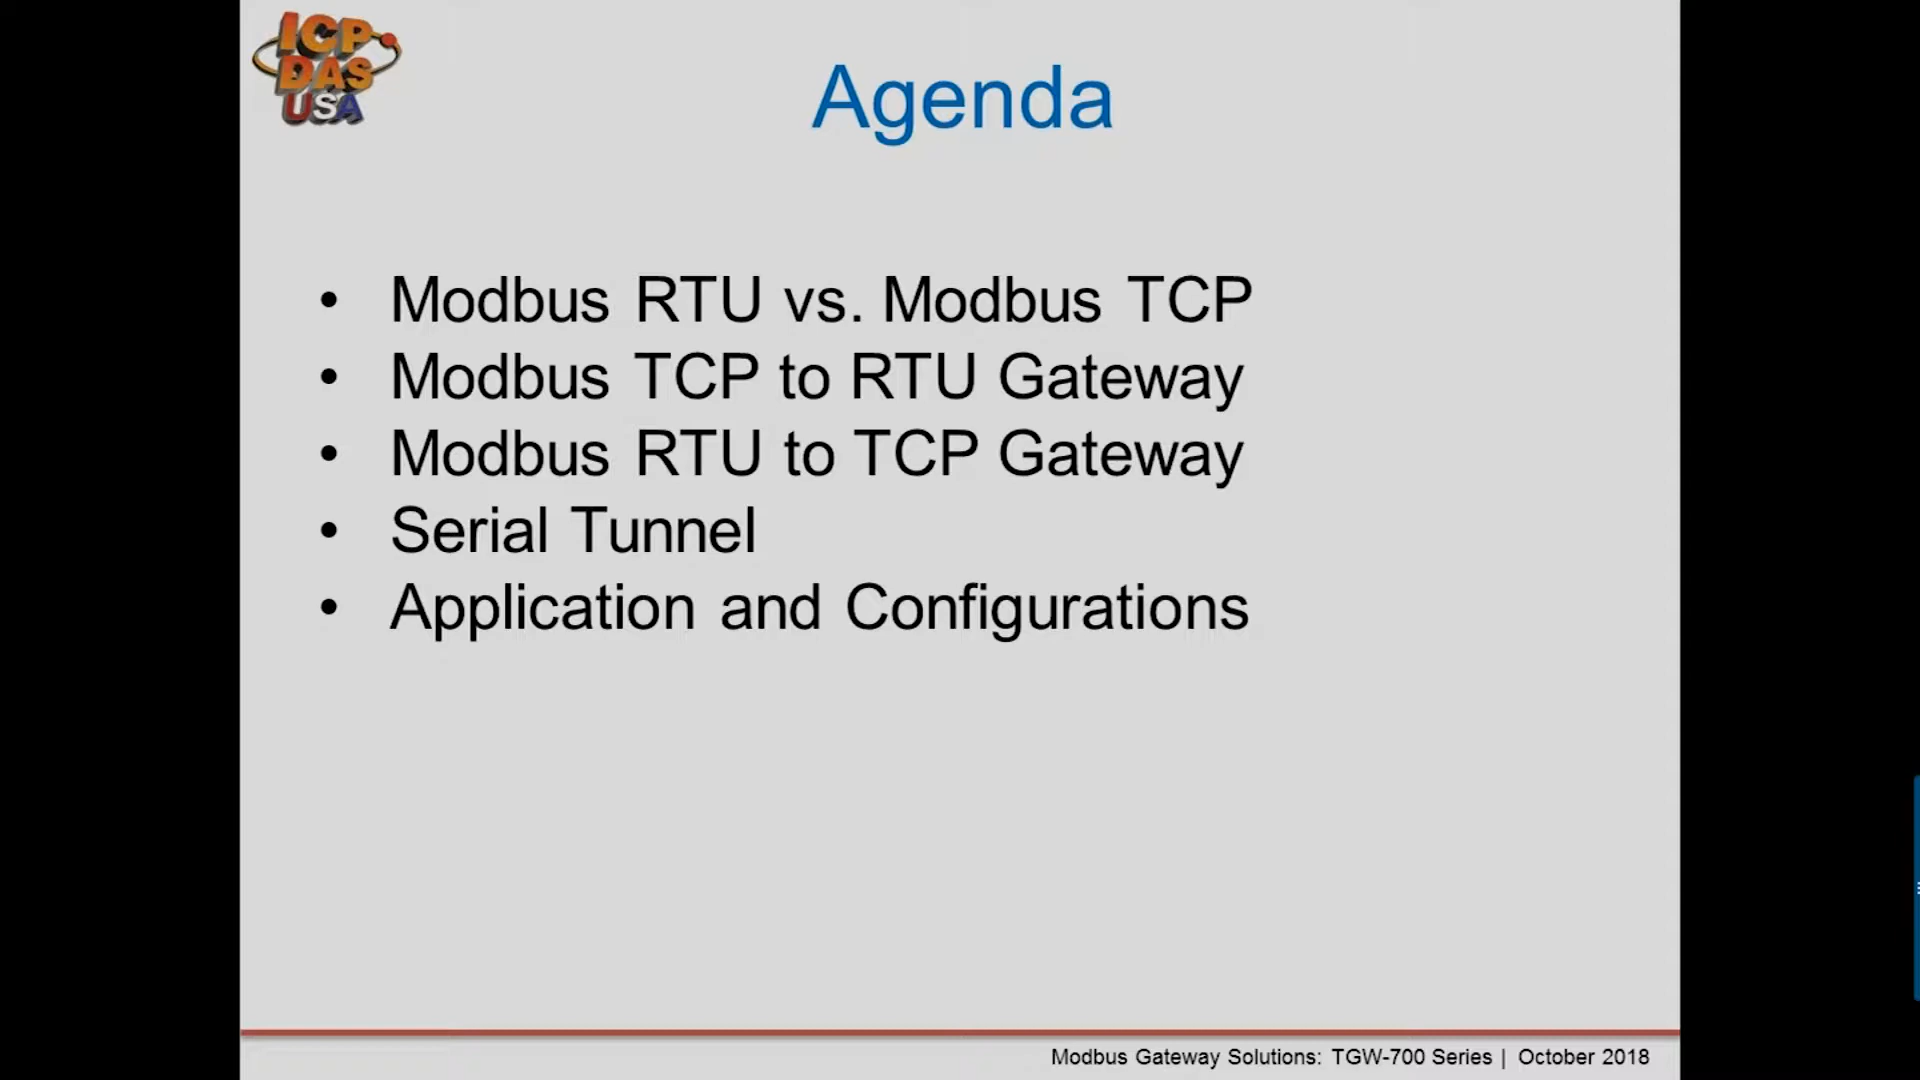 ICP
DAS
USA
Agenda
• Modbus RTU vs. Modbus TCP
• Modbus TCP to RTU Gateway
• Modbus RTU to TCP Gateway
• Serial Tunnel
• Application and Configurations
Modbus Gateway Solutions: TGW-700 Series | October 2018